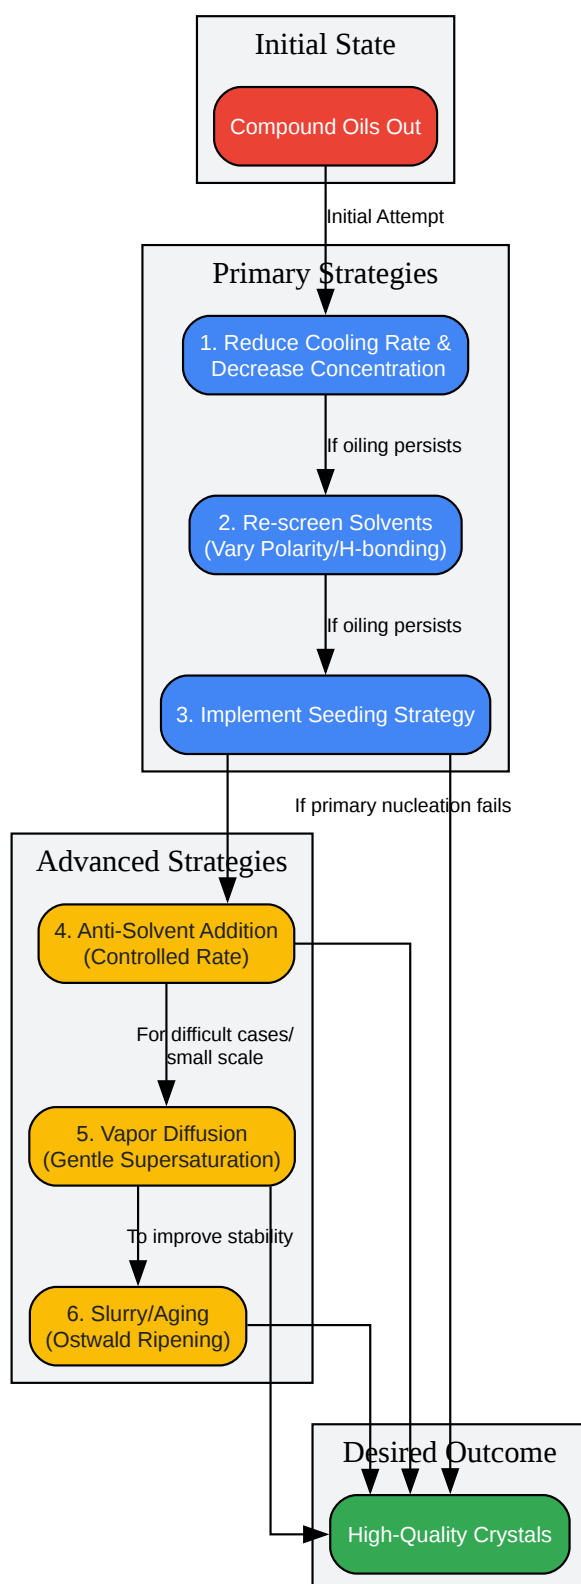 Initial State
Compound Oils Out
Initial Attempt
Primary Strategies
1. Reduce Cooling Rate &
Decrease Concentration
If oiling persists
2. Re-screen Solvents
(Vary Polarity/H-bonding)
If oiling persists
3. Implement Seeding Strategy
If primary nucleation fails
Advanced Strategies
4. Anti-Solvent Addition
(Controlled Rate)
For difficult cases/
small scale
5. Vapor Diffusion
(Gentle Supersaturation)
To improve stability
6. Slurry/Aging
(Ostwald Ripening)
Desired Outcome
High-Quality Crystals